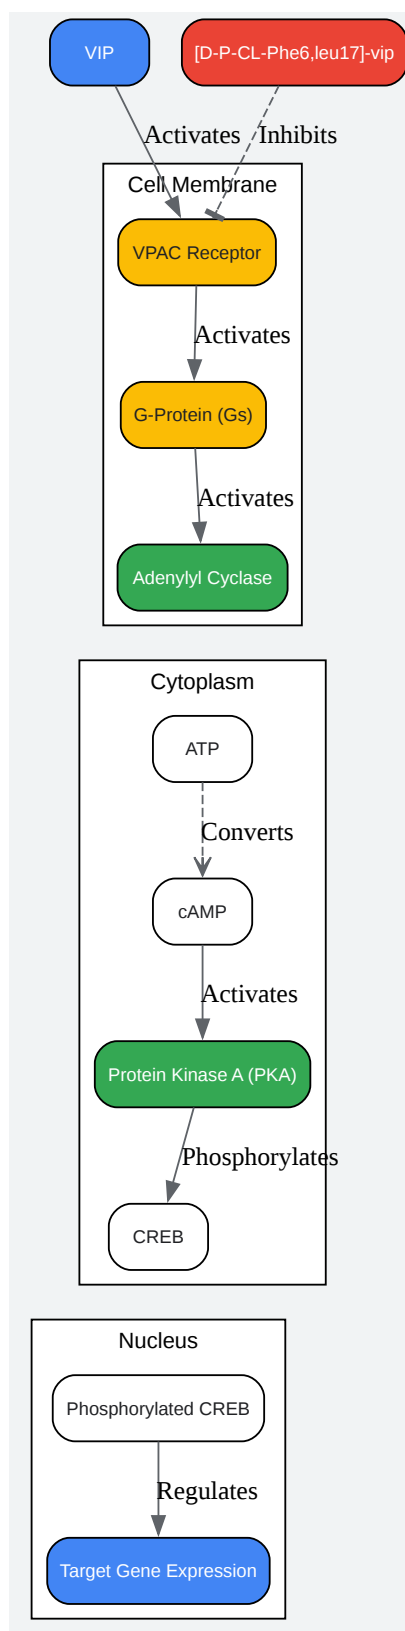 VIP
[D-P-CL-Phe6,leu17]-vip
Activates
Inhibits
Cell Membrane
VPAC Receptor
Activates
G-Protein (Gs)
Activates
Adenylyl Cyclase
Cytoplasm
ATP
Converts
cAMP
Activates
Protein Kinase A (PKA)
Phosphorylates
CREB
Nucleus
Phosphorylated CREB
Regulates
Target Gene Expression